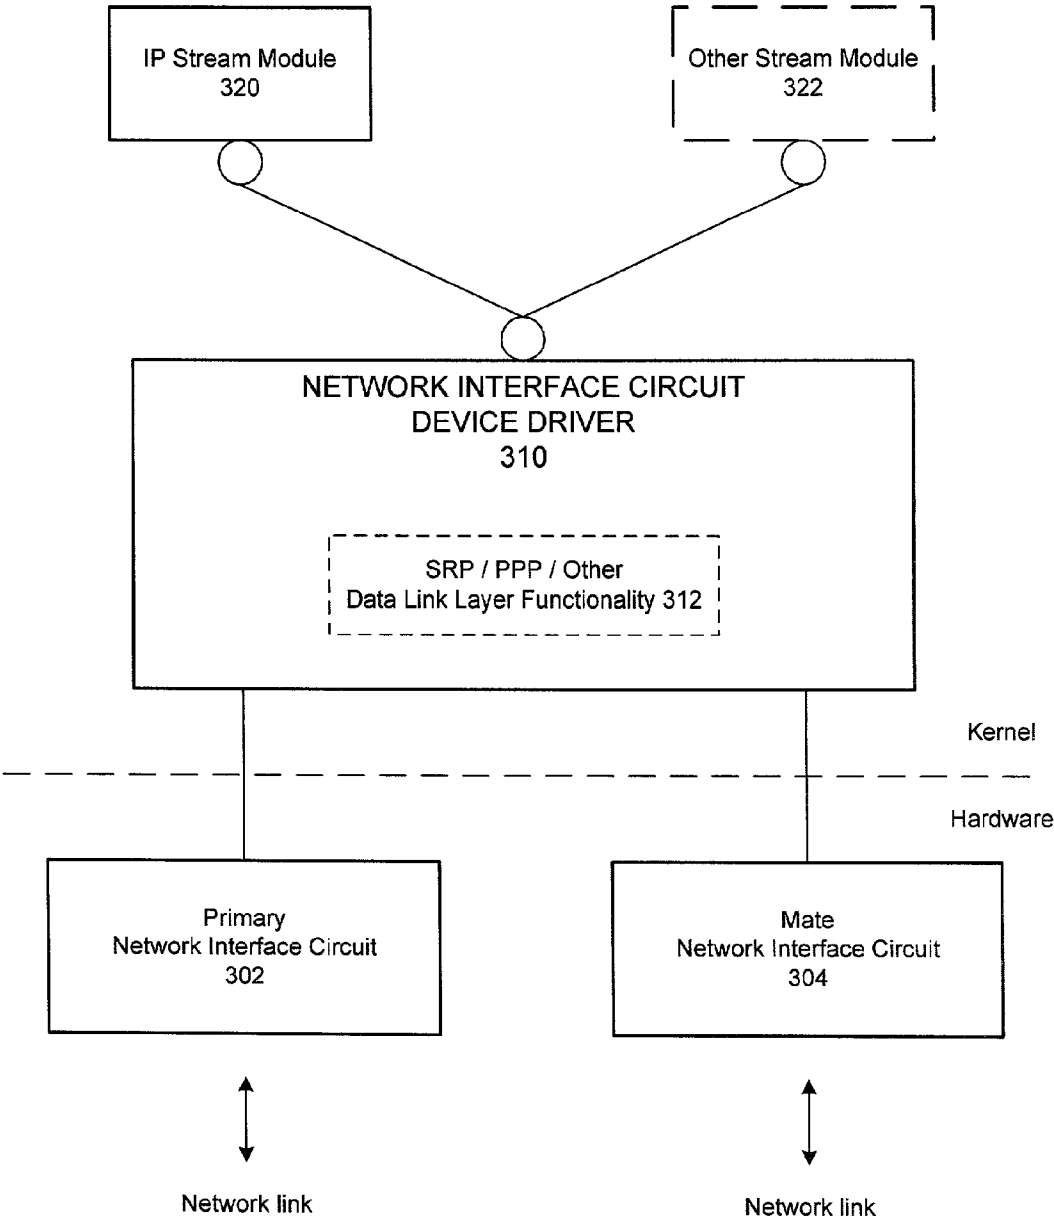 IP Stream Module
320
Other Stream Module
322
NETWORK INTERFACE CIRCUIT
DEVICE DRIVER
310
SRP / PPP / Other
Data Link Layer Functionality 312
Kernel
Hardware
Primary
Network Interface Circuit
302
Mate
Network Interface Circuit
304
Network link
Network link